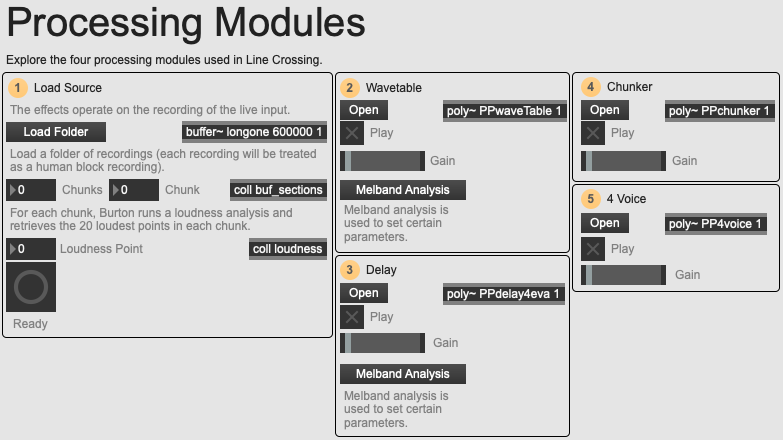 Processing Modules
Explore the four processing modules used in Line Crossing.
1 Load Source
The effects operate on the recording of the live input.
Load Folder
buffer~ longone 600000 1
Load a folder of recordings (each recording will be treated
as a human block recording).
0 Chunks 0 Chunk
coll buf_sections
For each chunk, Burton runs a loudness analysis and
retrieves the 20 loudest points in each chunk.
0 Loudness Point
coll loudness
Ready
2 Wavetable
Open
poly~ PPwaveTable 1
Play
Gain
Melband Analysis
Melband analysis is
used to set certain
parameters.
3 Delay
Open
poly~ PPdelay4eva 1
Play
Gain
Melband Analysis
Melband analysis is
used to set certain
parameters.
4 Chunker
Open
poly~ PPchunker 1
Play
Gain
5 4 Voice
Open
poly~ PP4voice 1
Play
Gain